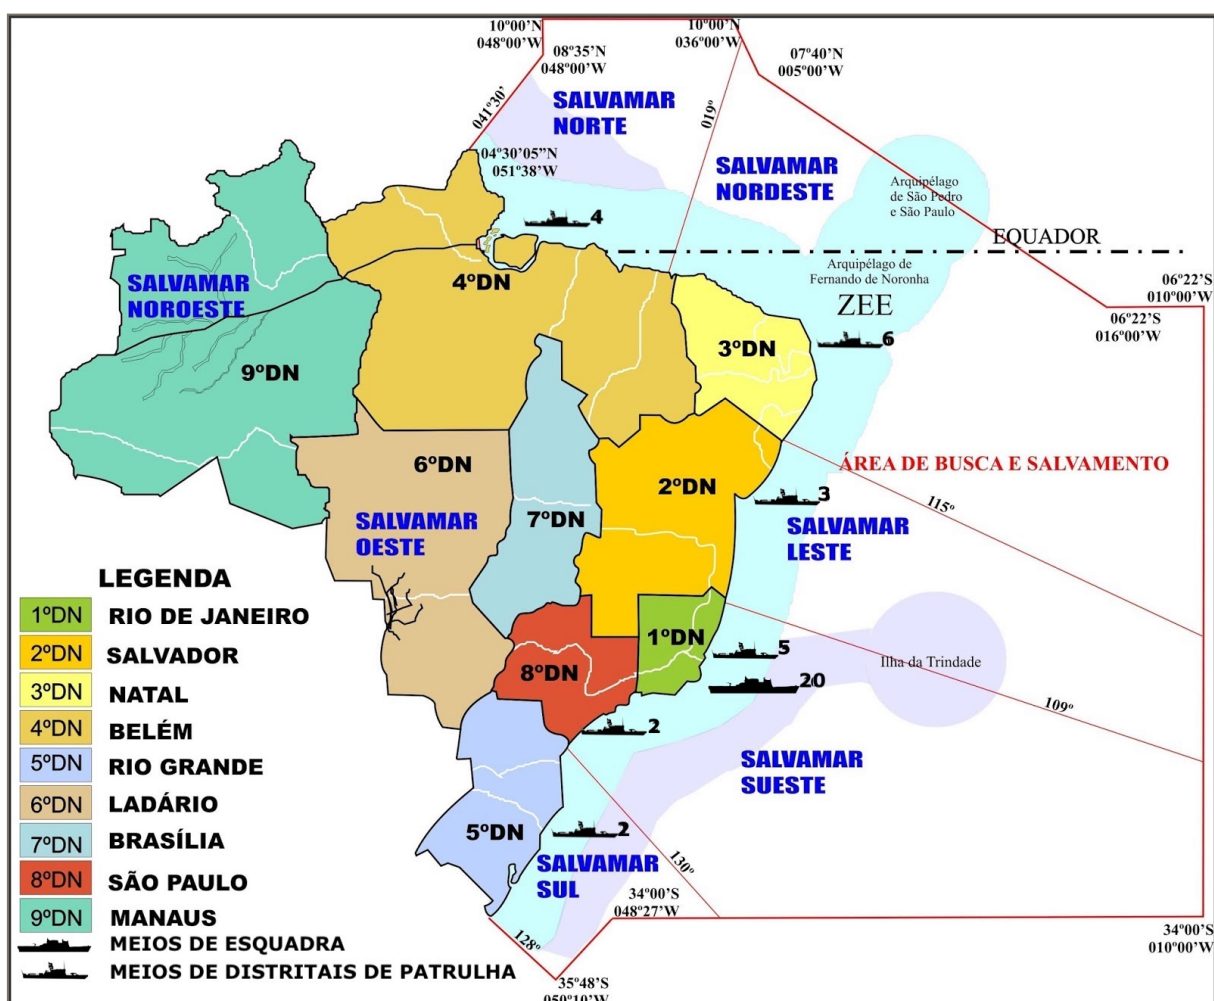 10º00’N
048º00’W
10º00’N
036º00’W
08º35’N
048º00’W
07º40’N
005º00’W
041º30’
019º
SALVAMAR
NORTE
04º30’05”N
051º38’W
SALVAMAR
NORDESTE
Arquipélago
de São Pedro
e São Paulo
4
EQUADOR
Arquipélago de
Fernando de Noronha
ZEE
06º22’S
010º00’W
06º22’S
016º00’W
SALVAMAR
NOROESTE
4ºDN
6
3ºDN
9ºDN
ÁREA DE BUSCA E SALVAMENTO
6ºDN
2ºDN
3
115º
7ºDN
SALVAMAR
OESTE
SALVAMAR
LESTE
LEGENDA
1ºDN RIO DE JANEIRO
2ºDN SALVADOR
3ºDN NATAL
4ºDN BELÉM
5ºDN RIO GRANDE
6ºDN LADÁRIO
7ºDN BRASÍLIA
8ºDN SÃO PAULO
9ºDN MANAUS
MEIOS DE ESQUADRA
MEIOS DE DISTRITAIS DE PATRULHA
1ºDN
5
8ºDN
20
Ilha da Trindade
109º
2
SALVAMAR
SUESTE
5ºDN
2
SALVAMAR
SUL
130º
34º00’S
048º27’W
128º
34º00’S
010º00’W
35º48’S
050º10’W